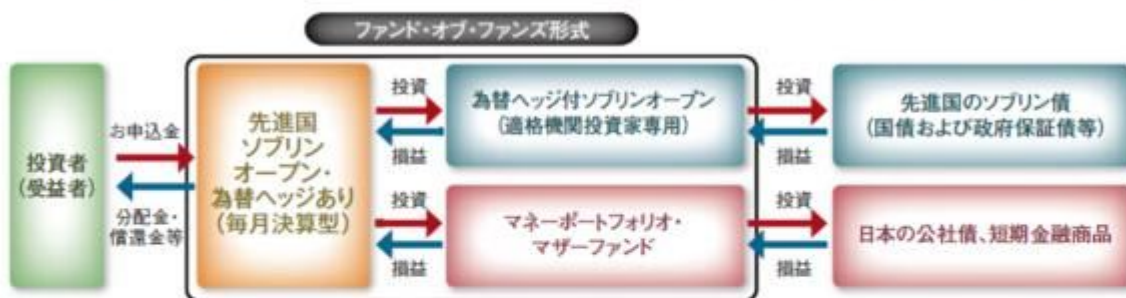 ファンド・オブ・ファンズ形式
投資者
(受益者)
お申込金
分配金・
償還金等
先進国
ソブリン
オープン・
為替ヘッジあり
(毎月決算型)
投資
損益
為替ヘッジ付ソブリンオープン
(適格機関投資家専用)
投資
損益
先進国のソブリン債
(国債および政府保証債等)
投資
損益
マネーポートフォリオ・
マザーファンド
投資
損益
日本の公社債、短期金融商品